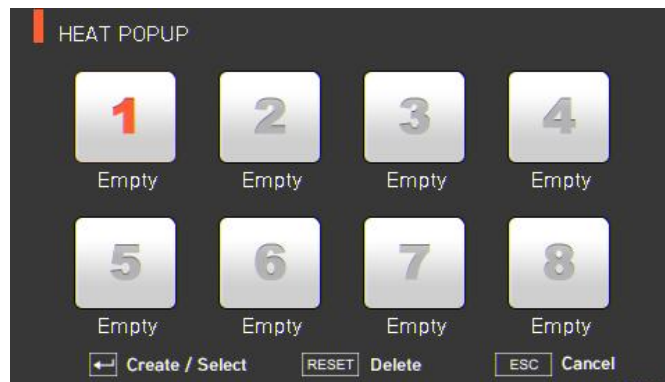 HEAT POPUP
1 2 3 4
Empty Empty Empty Empty
5 6 7 8
Empty Empty Empty Empty
Create / Select RESET Delete ESC Cancel